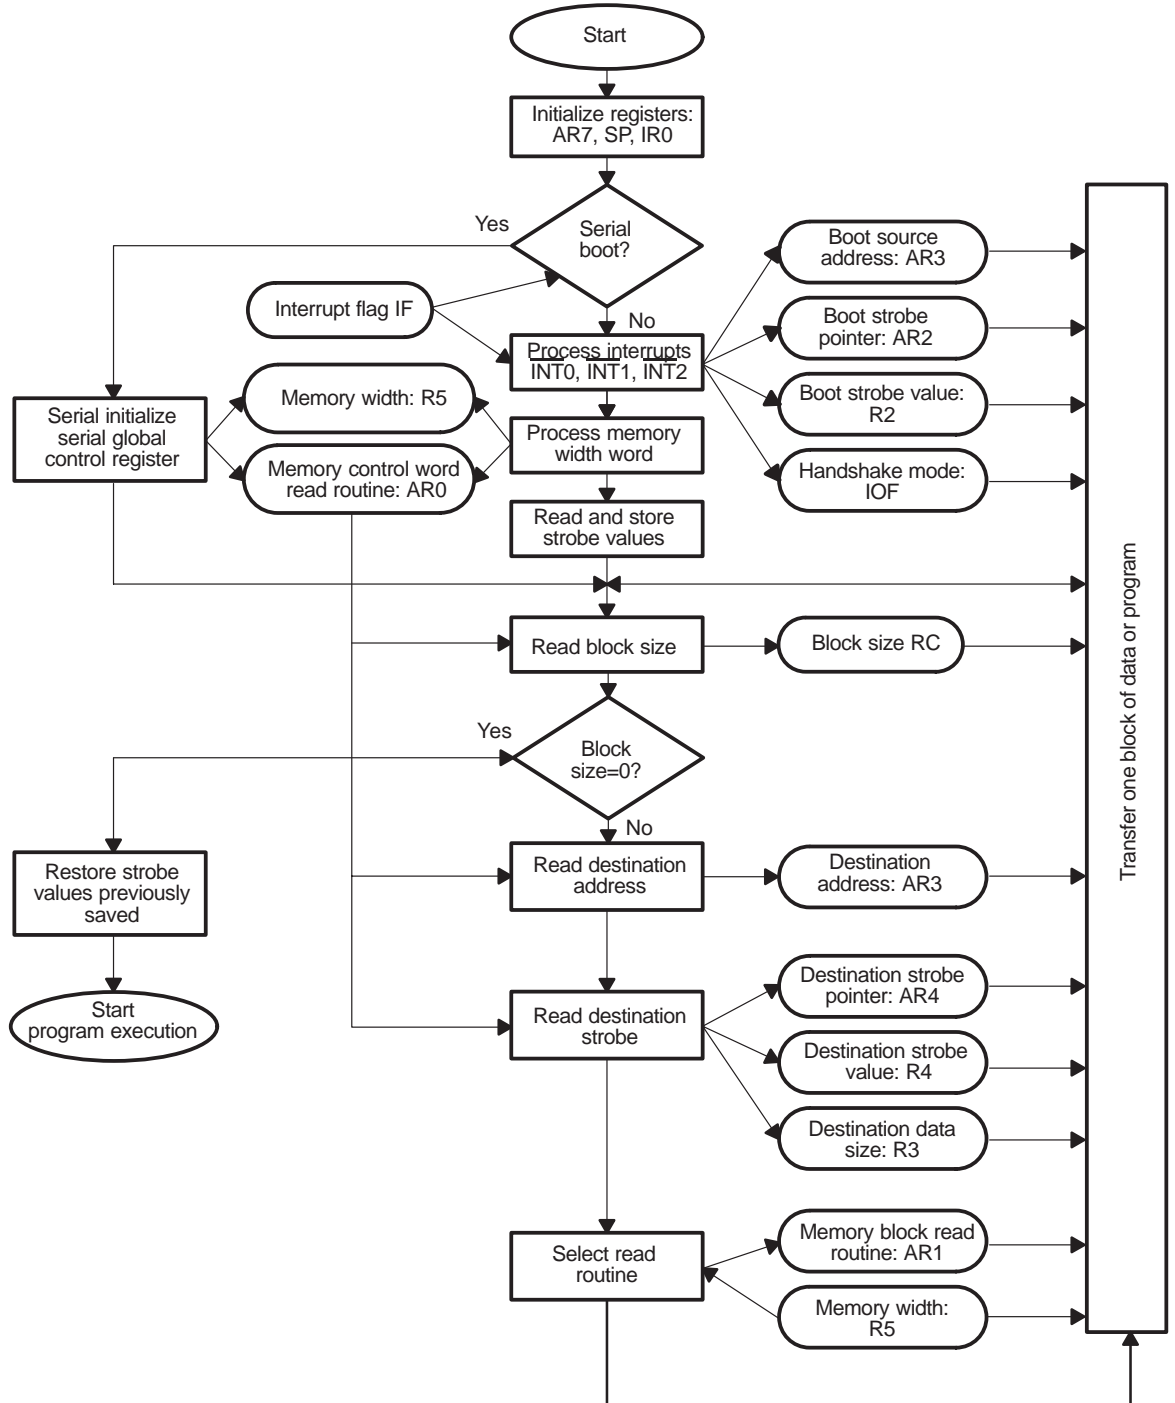 Start
Initialize registers:
AR7, SP, IR0
Yes
Serial
boot?
Boot source
address: AR3
Interrupt flag IF
No
Boot strobe
pointer: AR2
Process interrupts
INT0, INT1, INT2
Memory width: R5
Boot strobe value:
R2
Serial initialize
serial global
control register
Process memory
width word
Memory control word
read routine: AR0
Handshake mode:
IOF
Read and store
strobe values
Transfer one block of data or program
Read block size
Block size RC
Yes
Block
size=0?
No
Restore strobe
values previously
saved
Read destination
address
Destination
address: AR3
Start
program execution
Read destination
strobe
Destination strobe
pointer: AR4
Destination strobe
value: R4
Destination data
size: R3
Select read
routine
Memory block read
routine: AR1
Memory width:
R5